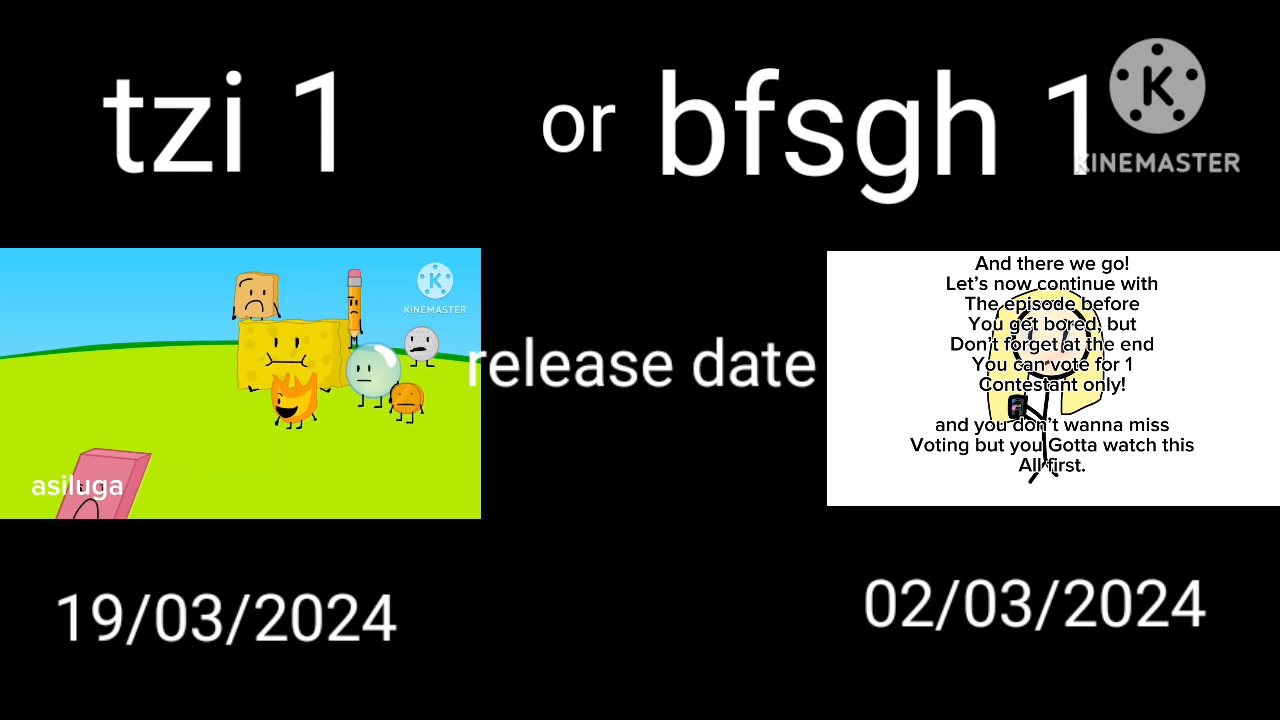 tzi 1
or
bfsgh 1
KINEMASTER
KINEMASTER
asiluga
release date
And there we go!
Let's now continue with
The episode before
You get bored, but
Don't forget at the end
You can vote for 1
Contestant only!
and you don't wanna miss
Voting but you Gotta watch this
All first.
19/03/2024
02/03/2024